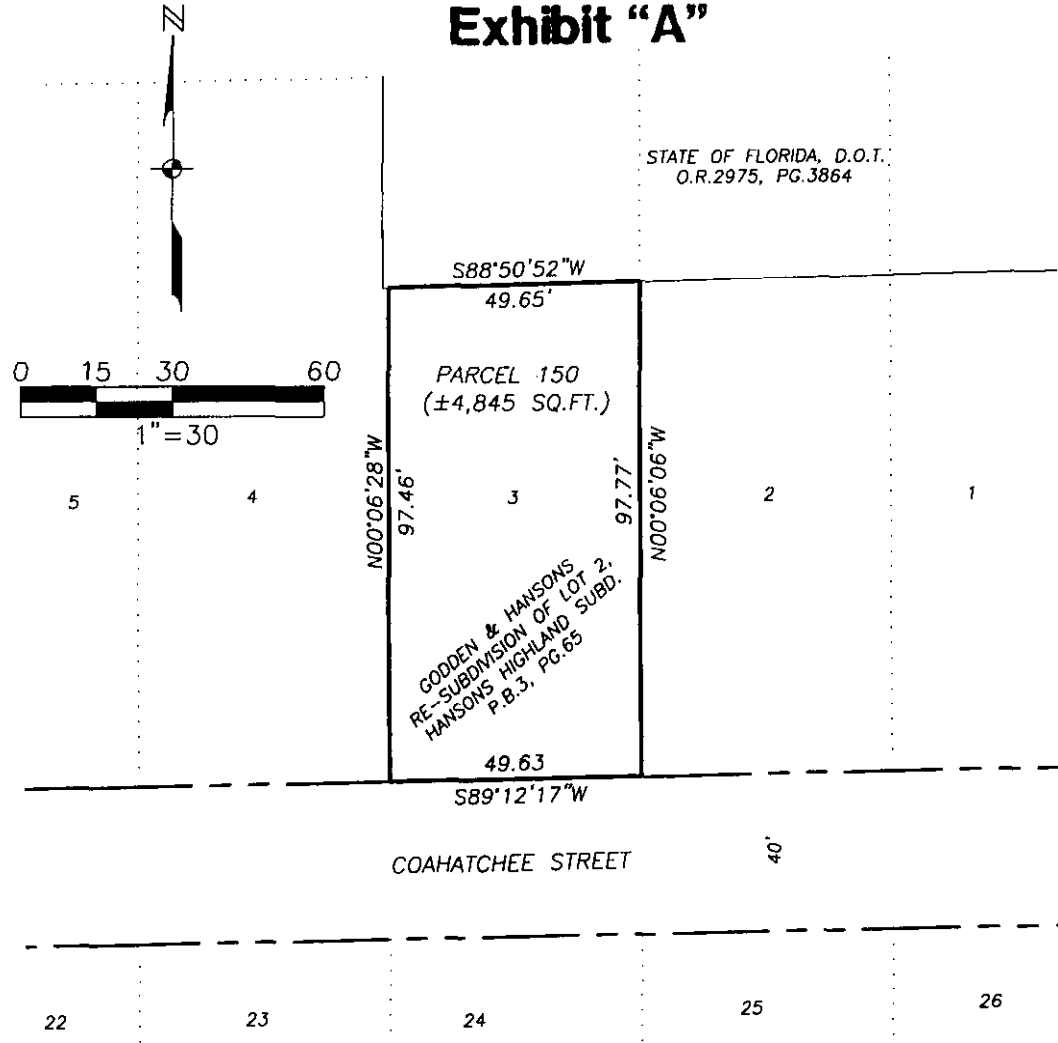 Exhibit “A”
N
STATE OF FLORIDA, D.O.T.
O.R.2975, PG.3864
S88°50'52"W
49.65'
0 15 30 60
1"=30
PARCEL 150
(±4,845 SQ.FT.)
N00°06'28"W
97.46'
97.77'
N00°06'06"W
5 4 3 2 1
GODDEN & HANSONS
RE-SUBDIVISION OF LOT 2,
HANSONS HIGHLAND SUBD.
P.B.3, PG.65
49.63
S89°12'17"W
COAHATCHEE STREET 40'
22 23 24 25 26